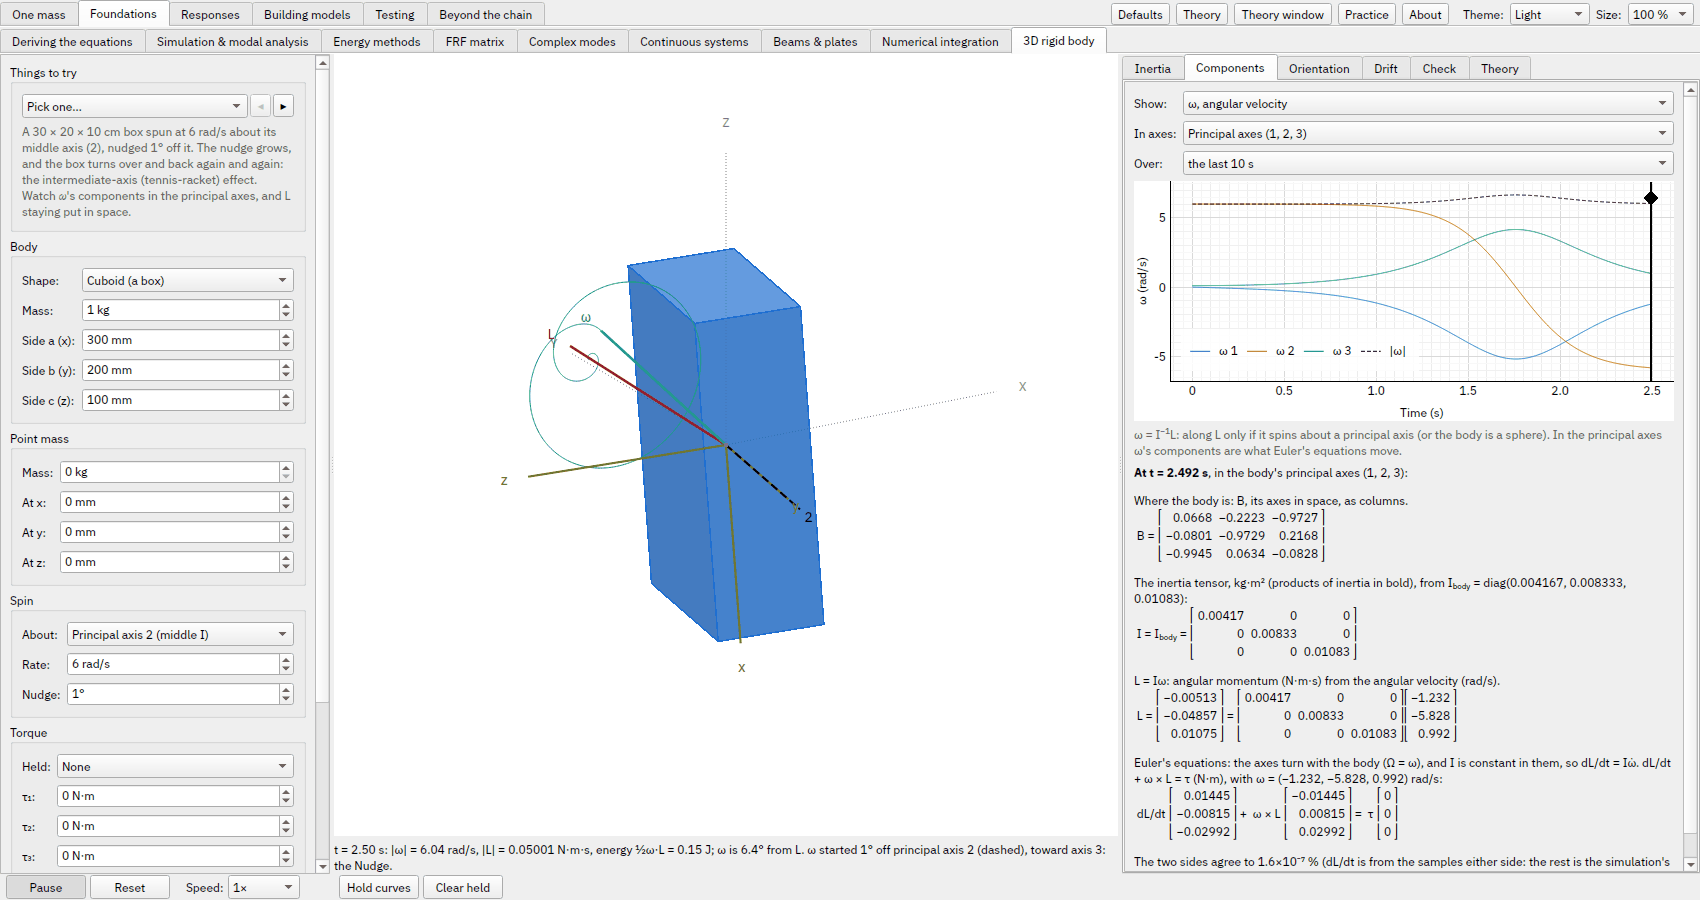 One mass Foundations Responses Building models Testing Beyond the chain Defaults Theory Theory window Practice About Theme: Light Size: 100 %
Deriving the equations Simulation & modal analysis Energy methods FRF matrix Complex modes Continuous systems Beams & plates Numerical integration 3D rigid body
Things to try
Pick one...
A 30 × 20 × 10 cm box spun at 6 rad/s about its
middle axis (2), nudged 1° off it. The nudge grows,
and the box turns over and back again and again:
the intermediate-axis (tennis-racket) effect.
Watch ω's components in the principal axes, and L
staying put in space.
Body
Shape: Cuboid (a box)
Mass: 1 kg
Side a (x): 300 mm
Side b (y): 200 mm
Side c (z): 100 mm
Point mass
Mass: 0 kg
At x: 0 mm
At y: 0 mm
At z: 0 mm
Spin
About: Principal axis 2 (middle I)
Rate: 6 rad/s
Nudge: 1°
Torque
Held: None
τ₁: 0 N·m
τ₂: 0 N·m
τ₃: 0 N·m
Pause Reset Speed: 1×
Z
X
L
ω
z
x
2
t = 2.50 s: |ω| = 6.04 rad/s, |L| = 0.05001 N·m·s, energy ½ω·L = 0.15 J; ω is 6.4° from L. ω started 1° off principal axis 2 (dashed), toward axis 3:
the Nudge.
Hold curves Clear held
Inertia Components Orientation Drift Check Theory
Show: ω, angular velocity
In axes: Principal axes (1, 2, 3)
Over: the last 10 s
ω (rad/s)
5
0
-5
ω 1 ω 2 ω 3 |ω|
0 0.5 1.0 1.5 2.0 2.5
Time (s)
ω = I⁻¹L: along L only if it spins about a principal axis (or the body is a sphere). In the principal axes
ω's components are what Euler's equations move.
At t = 2.492 s, in the body's principal axes (1, 2, 3):
Where the body is: B, its axes in space, as columns.
0.0668 −0.2223 −0.9727
B = −0.0801 −0.9729 0.2168
−0.9945 0.0634 −0.0828
The inertia tensor, kg·m² (products of inertia in bold), from I_body = diag(0.004167, 0.008333,
0.01083):
0.00417 0 0
I = I_body = 0 0.00833 0
0 0 0.01083
L = Iω: angular momentum (N·m·s) from the angular velocity (rad/s).
−0.00513 0.00417 0 0 −1.232
L = −0.04857 = 0 0.00833 0 −5.828
0.01075 0 0 0.01083 0.992
Euler's equations: the axes turn with the body (Ω = ω), and I is constant in them, so dL/dt = Iω̇. dL/dt
+ ω × L = τ (N·m), with ω = (−1.232, −5.828, 0.992) rad/s:
0.01445 −0.01445 0
dL/dt −0.00815 + ω × L 0.00815 = τ 0
−0.02992 0.02992 0
The two sides agree to 1.6×10⁻⁷ % (dL/dt is from the samples either side: the rest is the simulation's